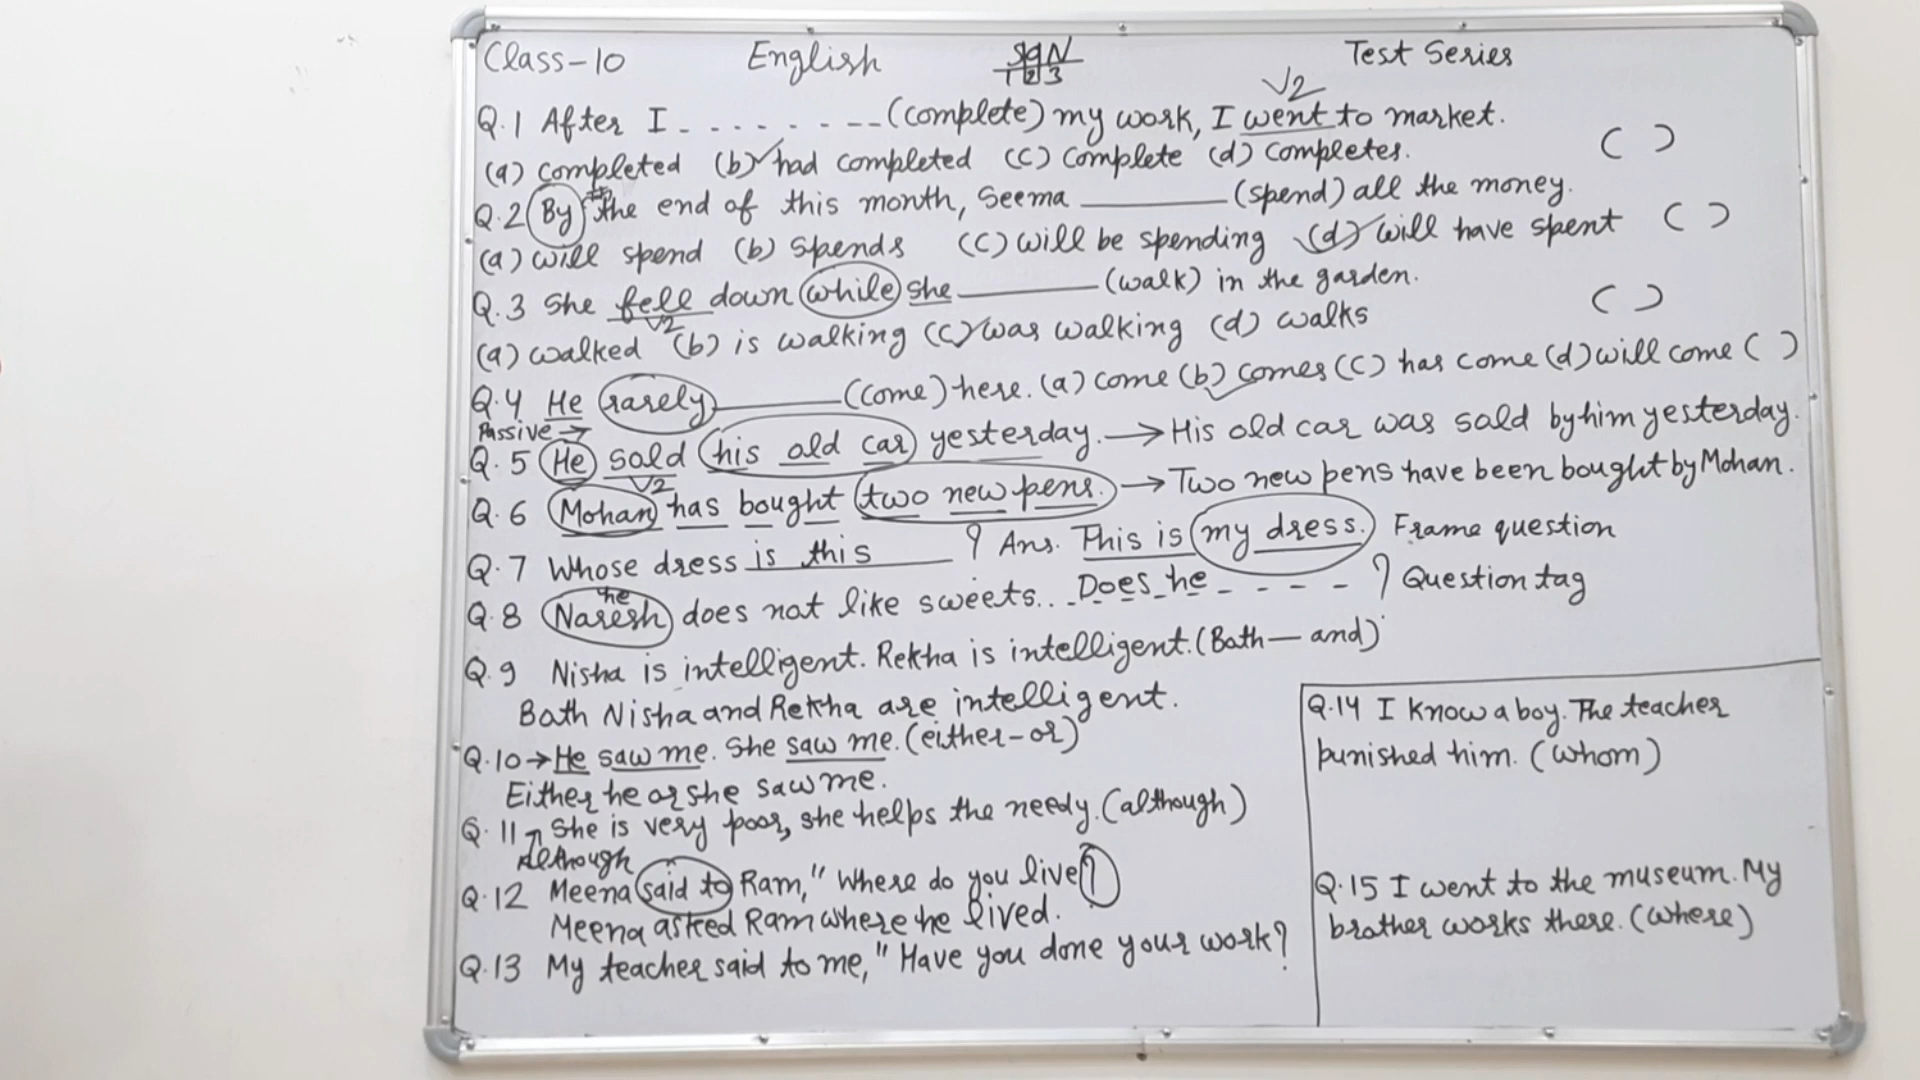 Class-10 English SqN 1 2 3 Test Series
V2
Q.1 After I - . . . . . . -- (complete) my work, I went to market.
(a) completed (b) had completed (c) complete (d) completes. ( )
Q.2 By the end of this month, Seema ______ (spend) all the money.
(a) will spend (b) spends (c) will be spending (d) will have spent ( )
Q.3 She fell down while she ______ (walk) in the garden. ( )
V2
(a) walked (b) is walking (c) was walking (d) walks
Q.4 He rarely ______ (come) here. (a) come (b) comes (c) has come (d) will come ( )
Passive →
Q.5 He sold his old car yesterday. → His old car was sold by him yesterday.
V2
Q.6 Mohan has bought two new pens. → Two new pens have been bought by Mohan.
Q.7 Whose dress is this ______ ? Ans. This is my dress. Frame question
he
Q.8 Naresh does not like sweets... Does he - - - - ? Question tag
Q.9 Nisha is intelligent. Rekha is intelligent. (Both — and)
Both Nisha and Rekha are intelligent.
Q.10 → He saw me. She saw me. (either-or)
Either he or she saw me.
Q.11 She is very poor, she helps the needy. (although)
Although
Q.12 Meena said to Ram, "Where do you live?
Meena asked Ram where he lived.
Q.13 My teacher said to me, "Have you done your work?
Q.14 I know a boy. The teacher
punished him. (whom)
Q.15 I went to the museum. My
brother works there. (where)